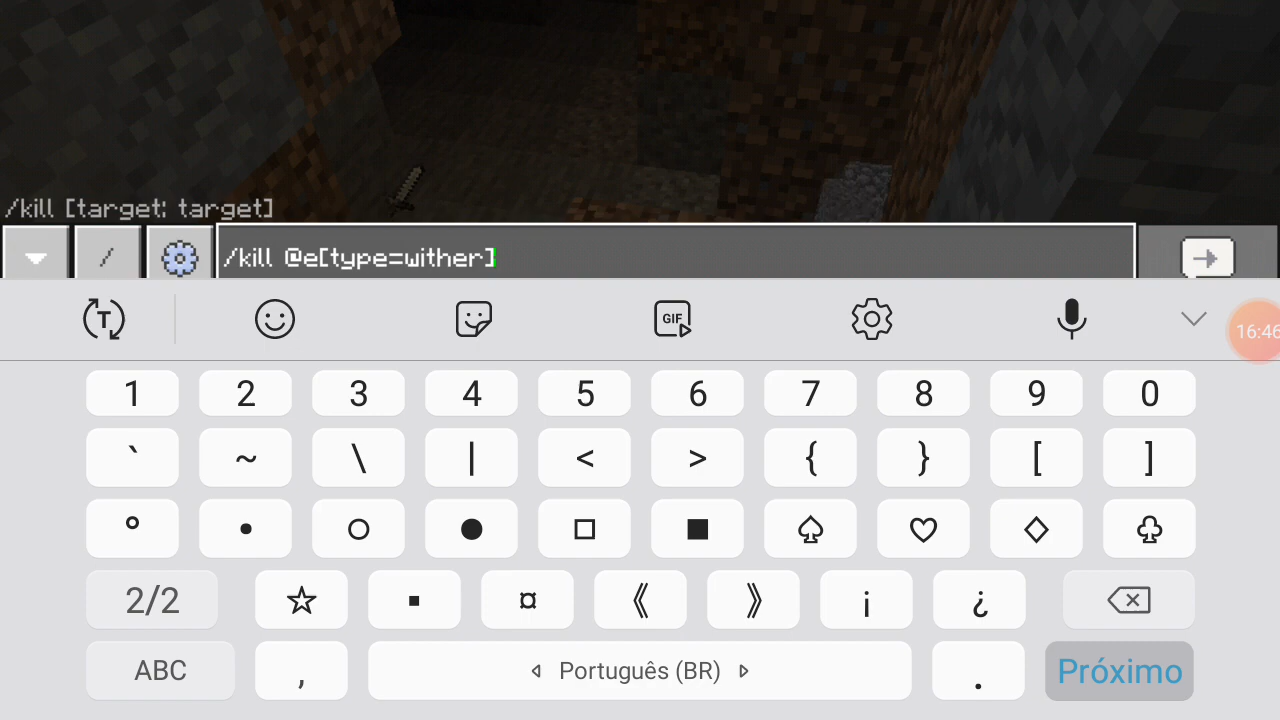 /kill [target: target]
/
/kill @e[type=wither]
T
GIF
16:46
1 2 3 4 5 6 7 8 9 0
` ~ \ | < > { } [ ]
° • ○ ● □ ■ ♤ ♡ ◇ ♧
2/2 ☆ ▪ ¤ 《 》 ¡ ¿
ABC , Português (BR) . Próximo